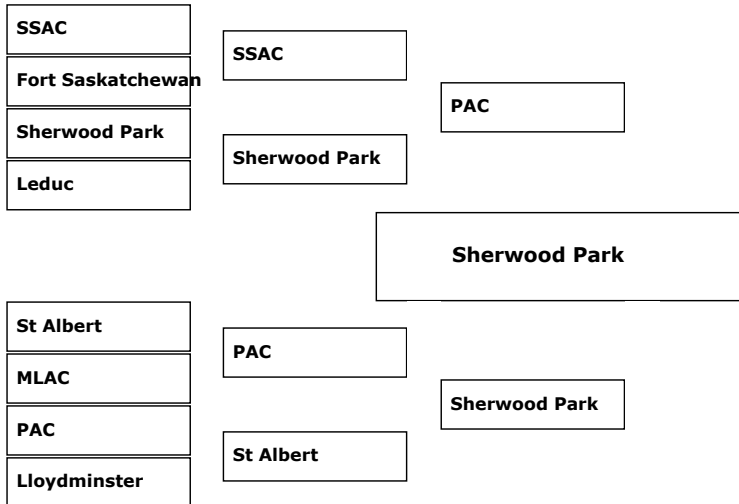 SSAC
Fort Saskatchewan
Sherwood Park
Leduc
SSAC
Sherwood Park
PAC
Sherwood Park
St Albert
MLAC
PAC
Lloydminster
PAC
St Albert
Sherwood Park